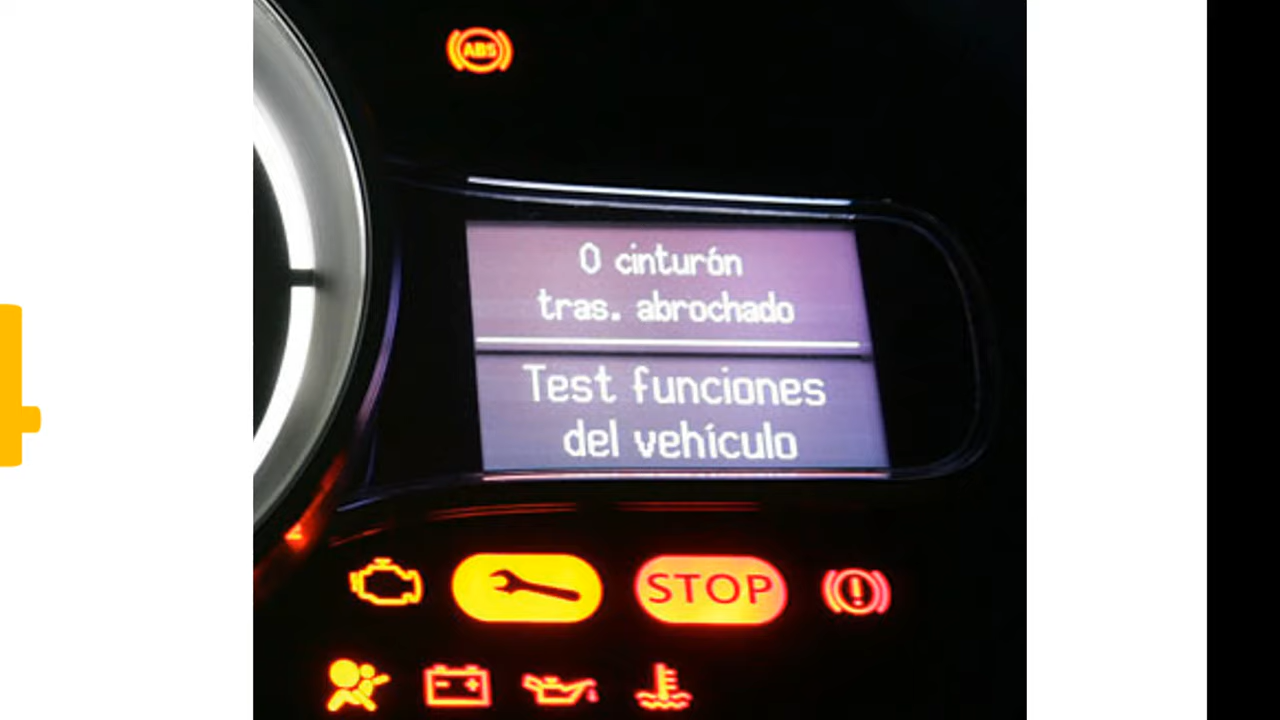 ABS
0 cinturón
tras. abrochado
Test funciones
del vehículo
STOP